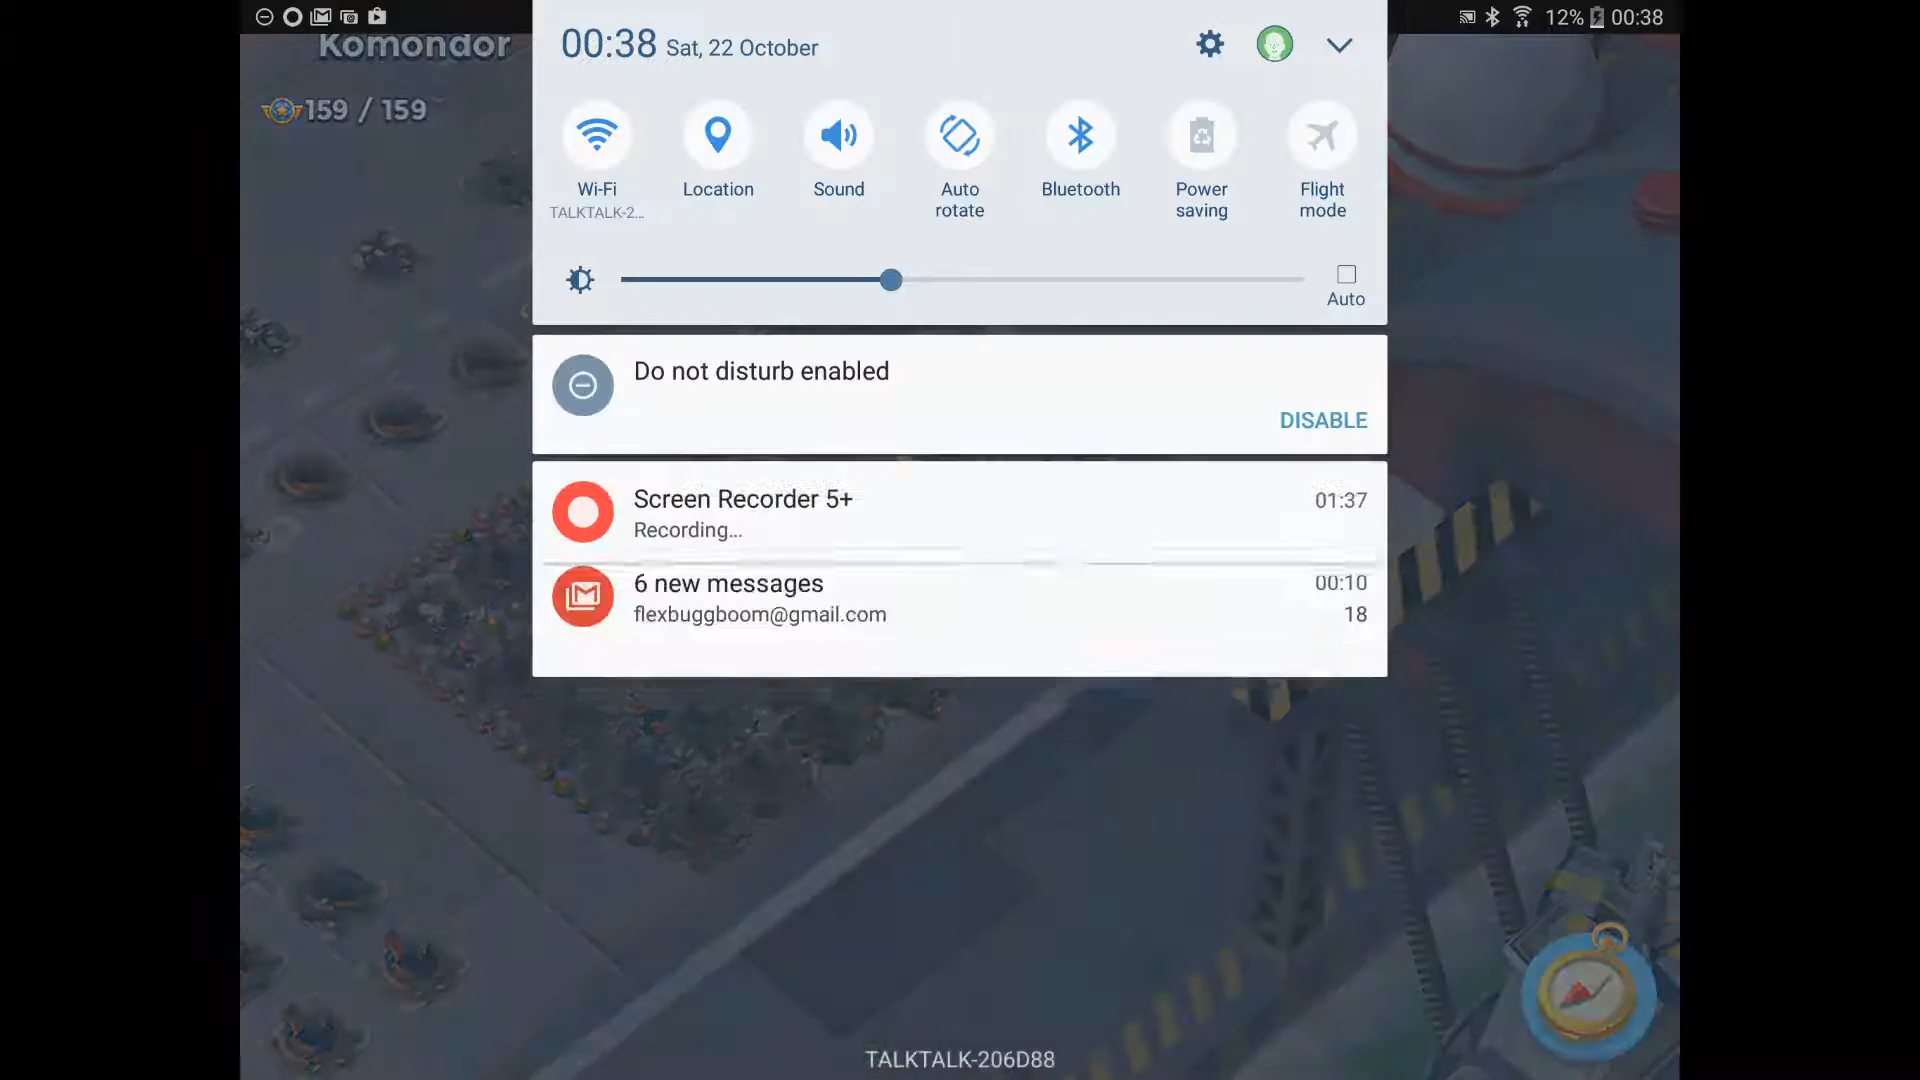 12% 00:38
Komondor
159 / 159
00:38 Sat, 22 October
Wi-Fi
TALKTALK-2...
Location
Sound
Auto
rotate
Bluetooth
Power
saving
Flight
mode
Auto
Do not disturb enabled
DISABLE
Screen Recorder 5+ 01:37
Recording...
6 new messages 00:10
flexbuggboom@gmail.com 18
TALKTALK-206D88